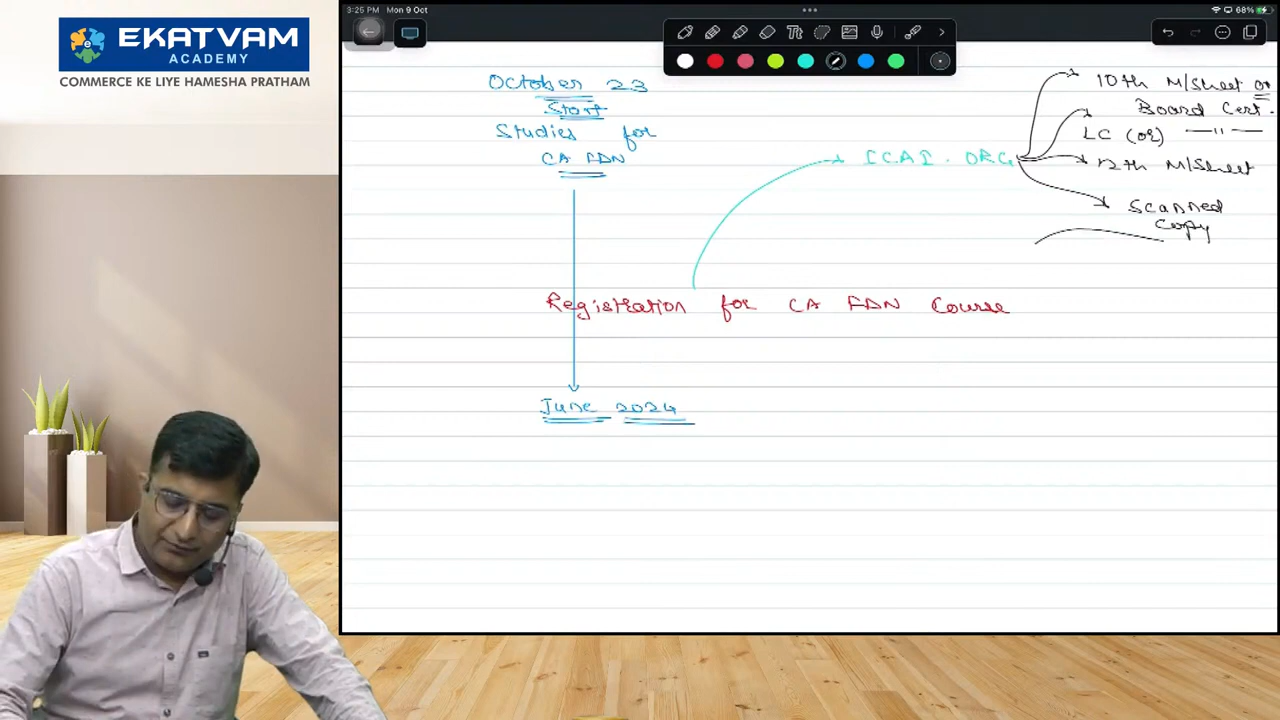 EKATVAM
ACADEMY
COMMERCE KE LIYE HAMESHA PRATHAM
3:25 PM Mon 9 Oct
68%
Tt
October 23
Start
Studies for
CA FDN
ICAI.ORG
10th M/Sheet or
Board Cert.
LC (or) —"—
12th M/Sheet
Scanned
Copy
Registration for CA FDN Course
June 2024